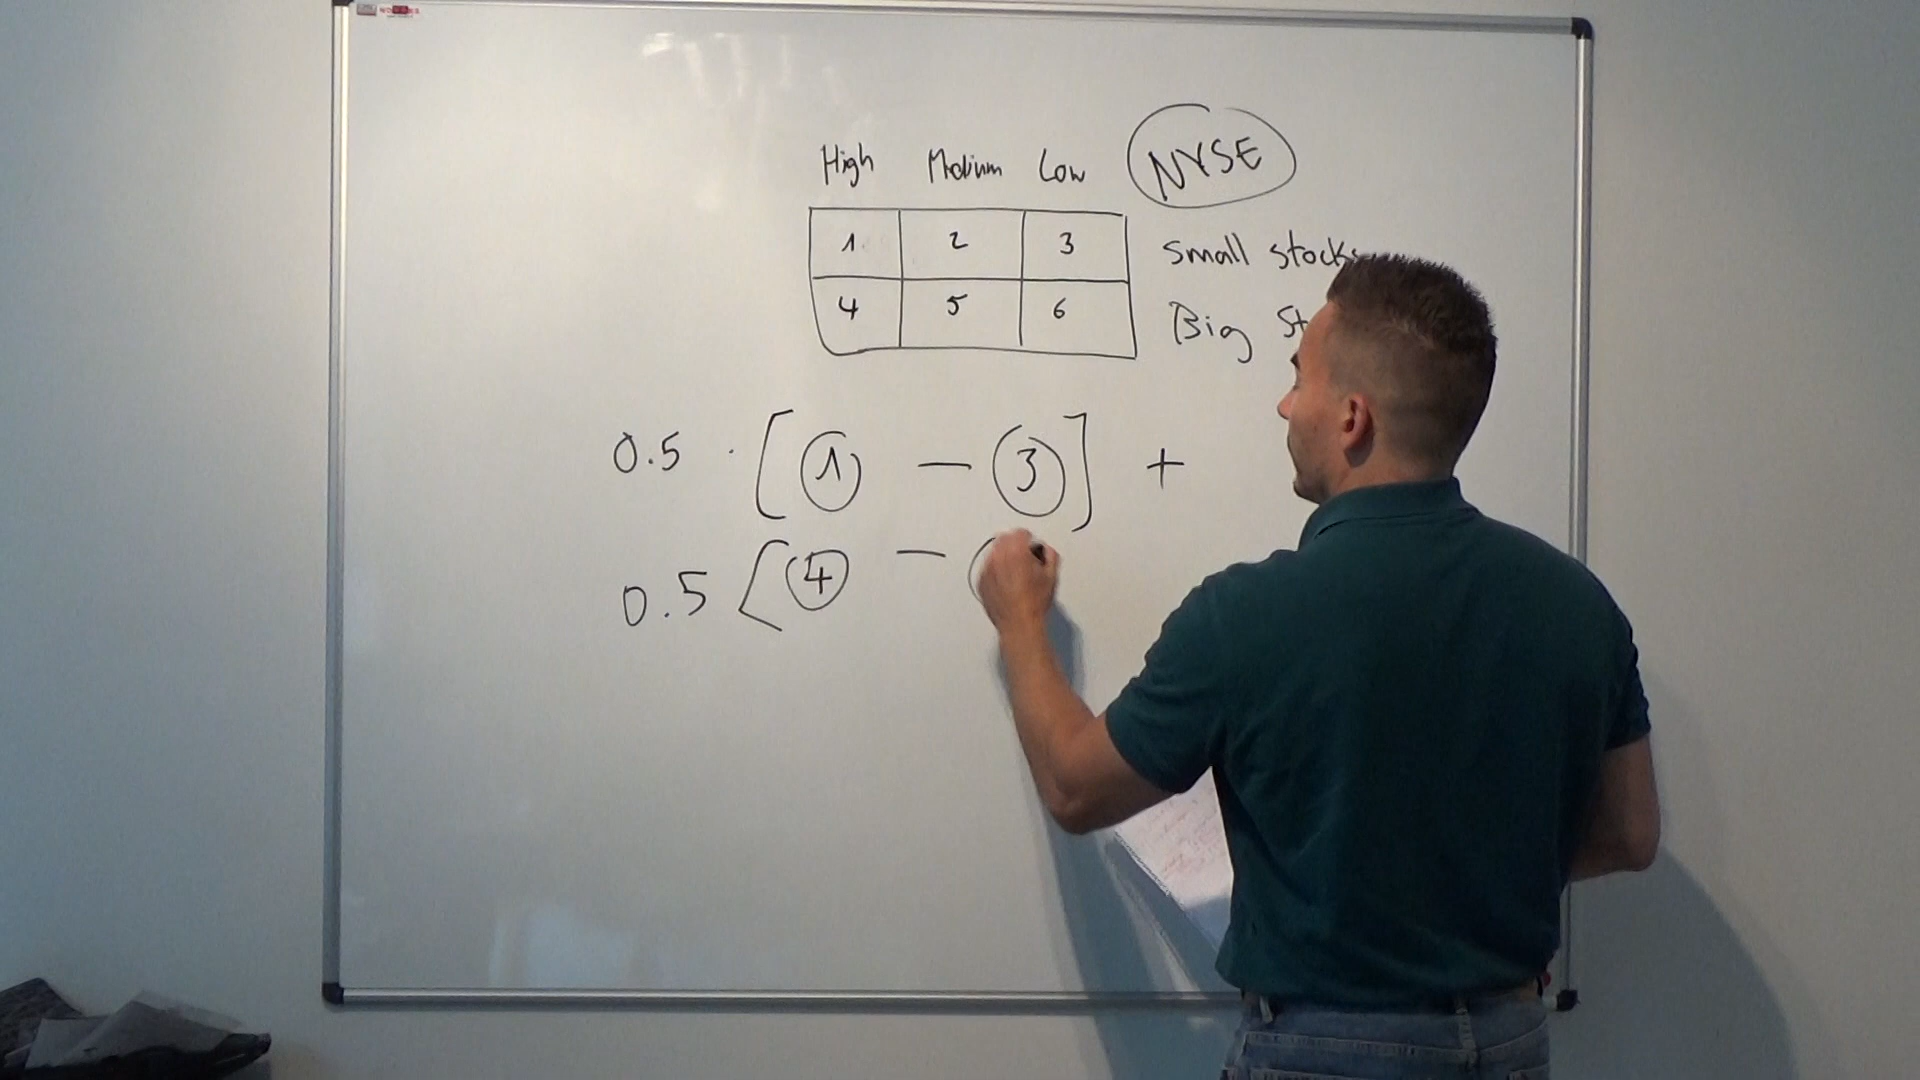 High Medium Low NYSE
1 2 3 small stocks
4 5 6 Big St
0.5 · [ 1 — 3 ] +
0.5 [ 4 —